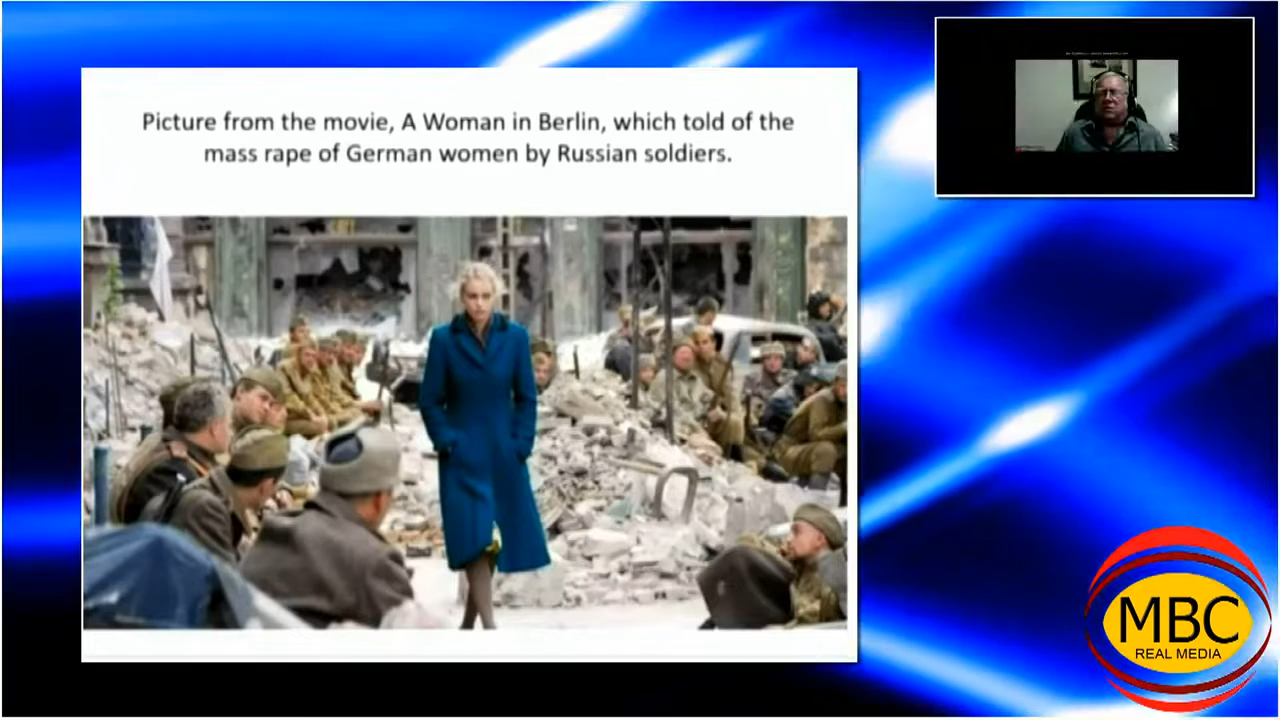 Picture from the movie, A Woman in Berlin, which told of the
mass rape of German women by Russian soldiers.
MBC
REAL MEDIA